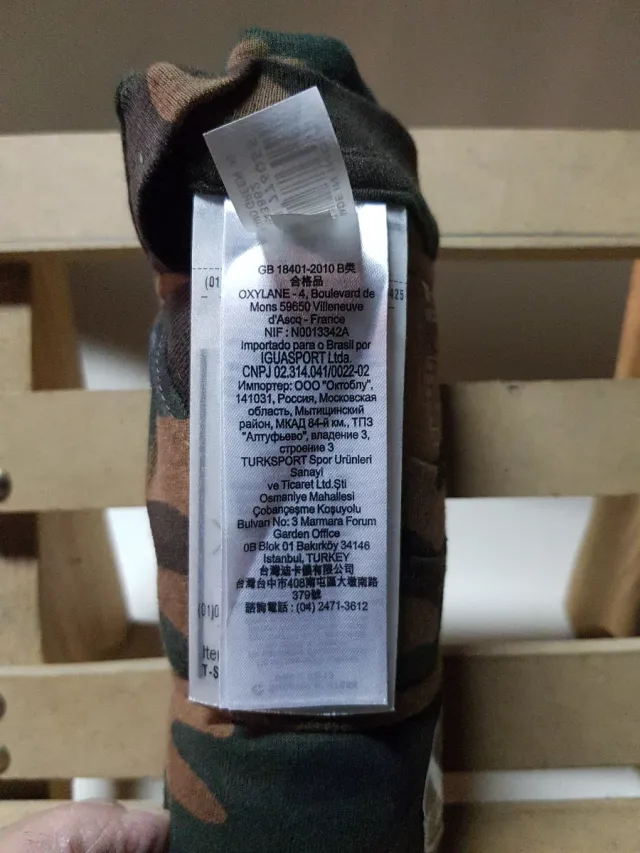 GB 18401-2010 B类
合格品
OXYLANE - 4, Boulevard de
Mons 59650 Villeneuve
d'Ascq - France
NIF : N0013342A
Importado para o Brasil por
IGUASPORT Ltda.
CNPJ 02.314.041/0022-02
Импортер: ООО "Октоблу",
141031, Россия, Московская
область, Мытищинский
район, МКАД 84-й км., ТПЗ
"Алтуфьево", владение 3,
строение 3
TURKSPORT Spor Urünleri
Sanayi
ve Ticaret Ltd.Şti
Osmaniye Mahallesi
Çobançeşme Koşuyolu
Bulvarı No: 3 Marmara Forum
Garden Office
0B Blok 01 Bakırköy 34146
Istanbul, TURKEY
台灣迪卡儂有限公司
台灣台中市408南屯區大墩南路
379號
諮詢電話 : (04) 2471-3612
(01
425
(01)0
Ite
T-S